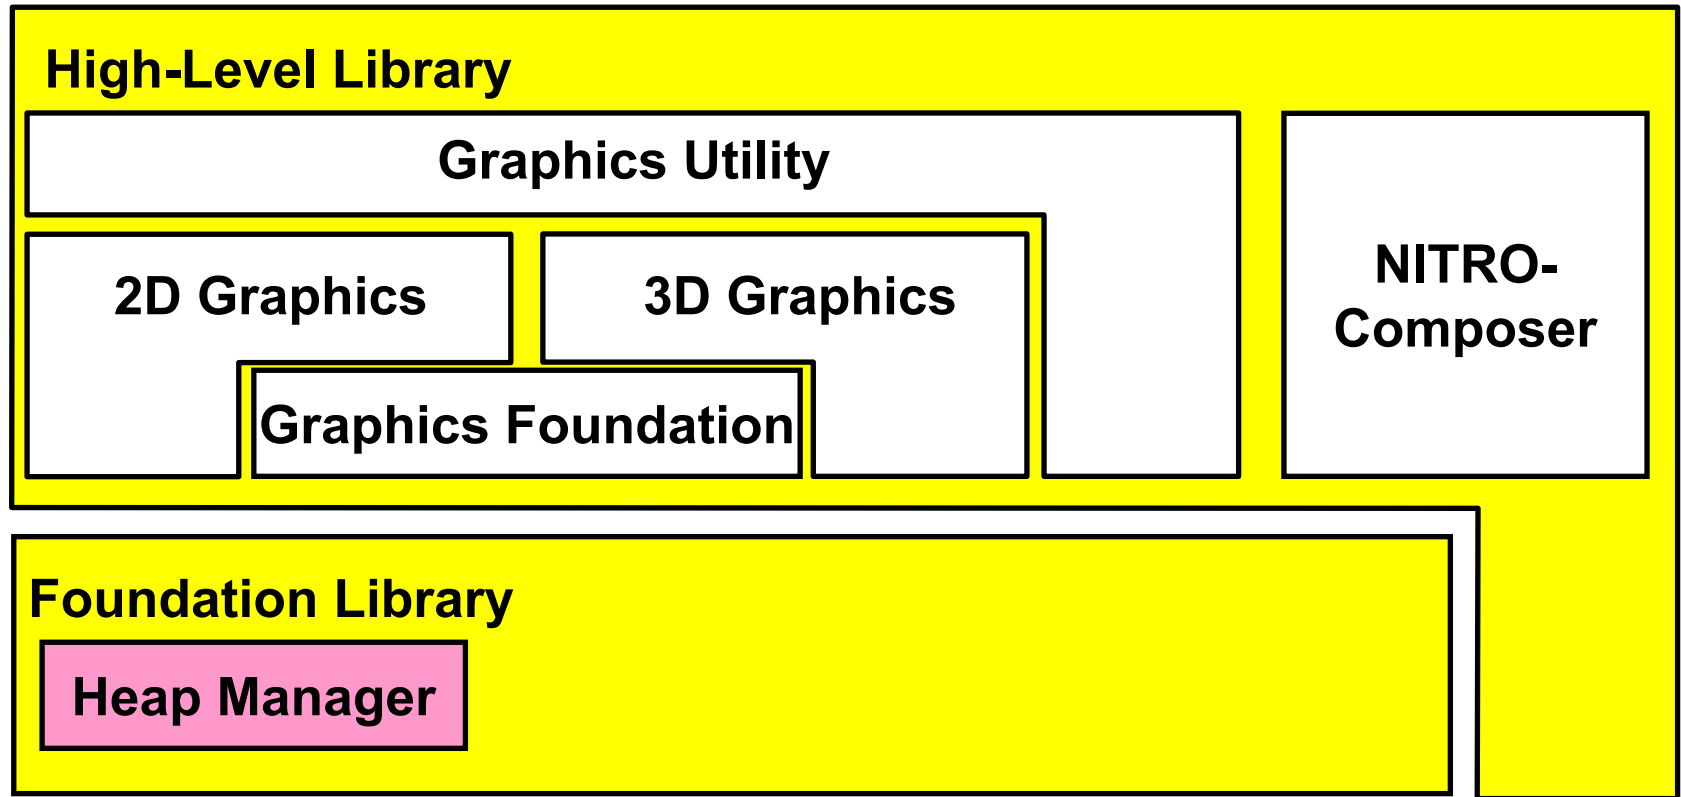 High-Level Library
Graphics Utility
2D Graphics
3D Graphics
NITRO-
Composer
Graphics Foundation
Foundation Library
Heap Manager